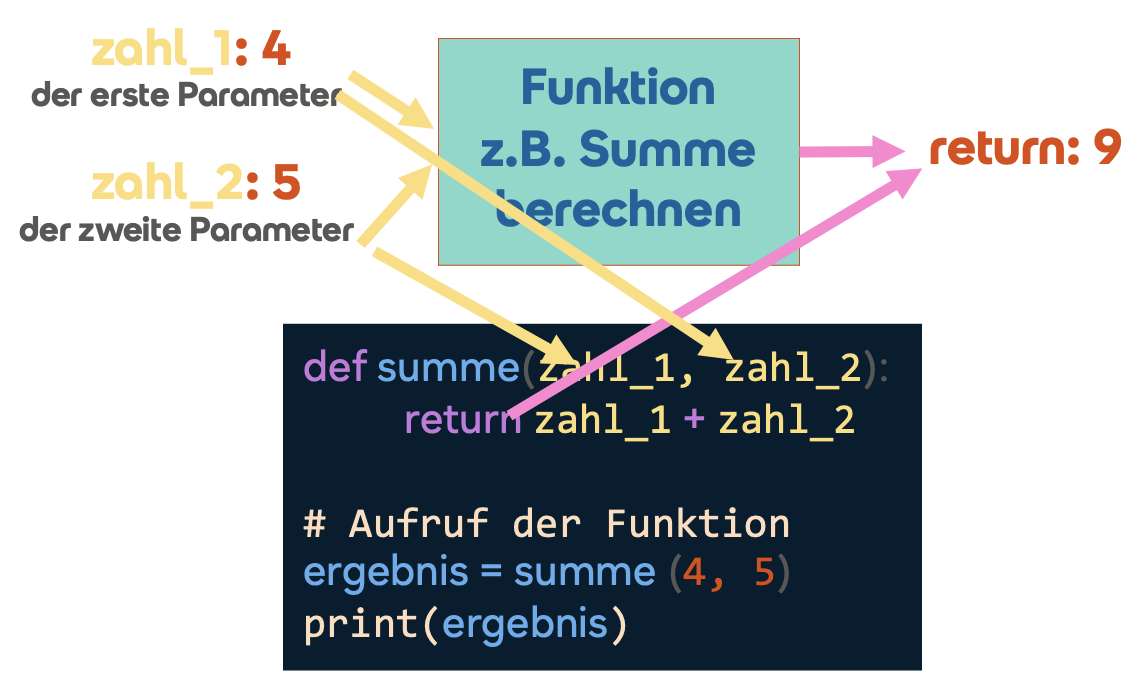 zahl_1: 4
der erste Parameter
zahl_2: 5
der zweite Parameter
Funktion
z.B. Summe
berechnen
return: 9
def summe(zahl_1, zahl_2):
    return zahl_1 + zahl_2
# Aufruf der Funktion
ergebnis = summe (4, 5)
print(ergebnis)